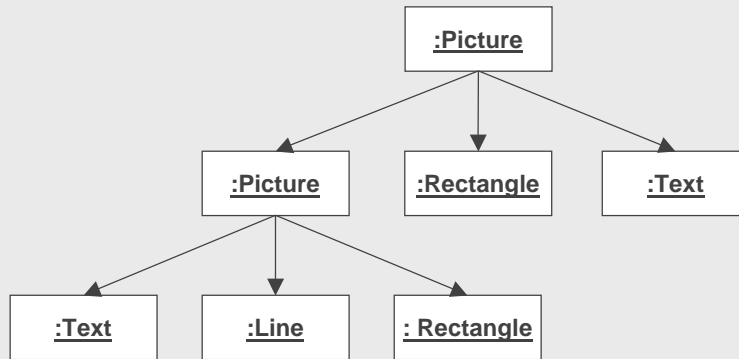 :Picture
:Picture
:Rectangle
:Text
:Text
:Line
: Rectangle